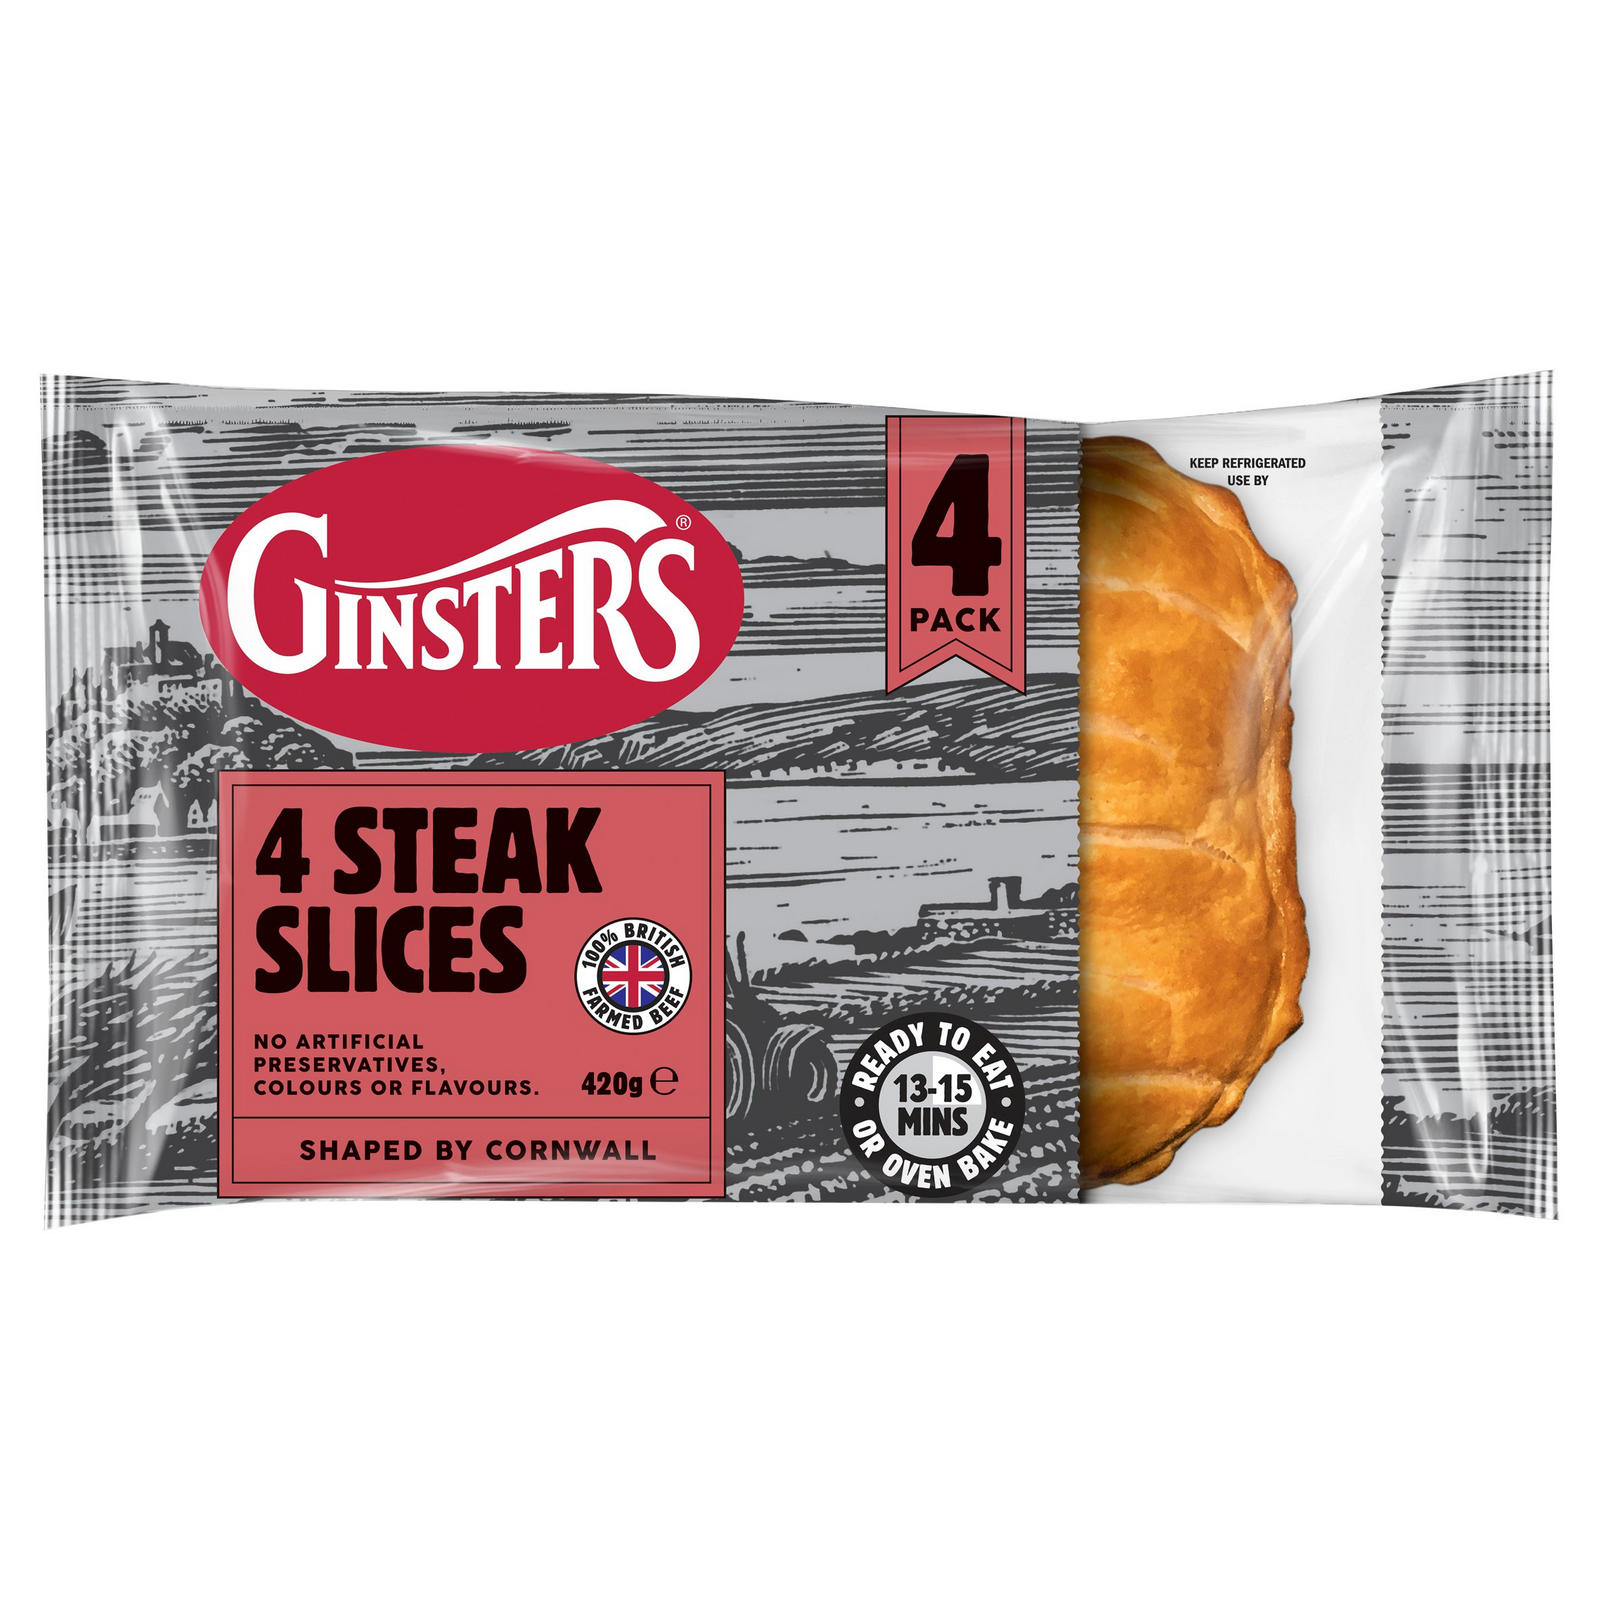 GINSTERS®
4
PACK
KEEP REFRIGERATED
USE BY
4 STEAK
SLICES
100% BRITISH
FARMED BEEF
NO ARTIFICIAL
PRESERVATIVES,
COLOURS OR FLAVOURS.
420g ℮
SHAPED BY CORNWALL
READY TO EAT
13-15
MINS
OR OVEN BAKE